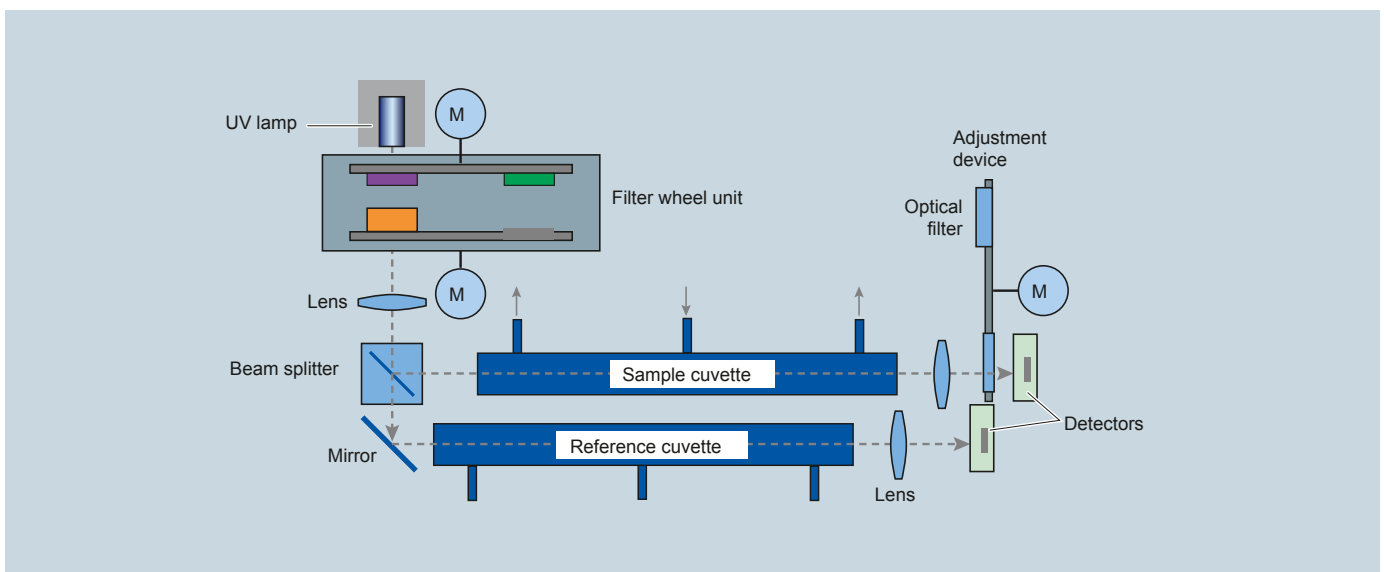 UV lamp
M
Adjustment
device
Filter wheel unit
Optical
filter
M
M
Lens
Beam splitter
Sample cuvette
Detectors
Mirror
Reference cuvette
Lens